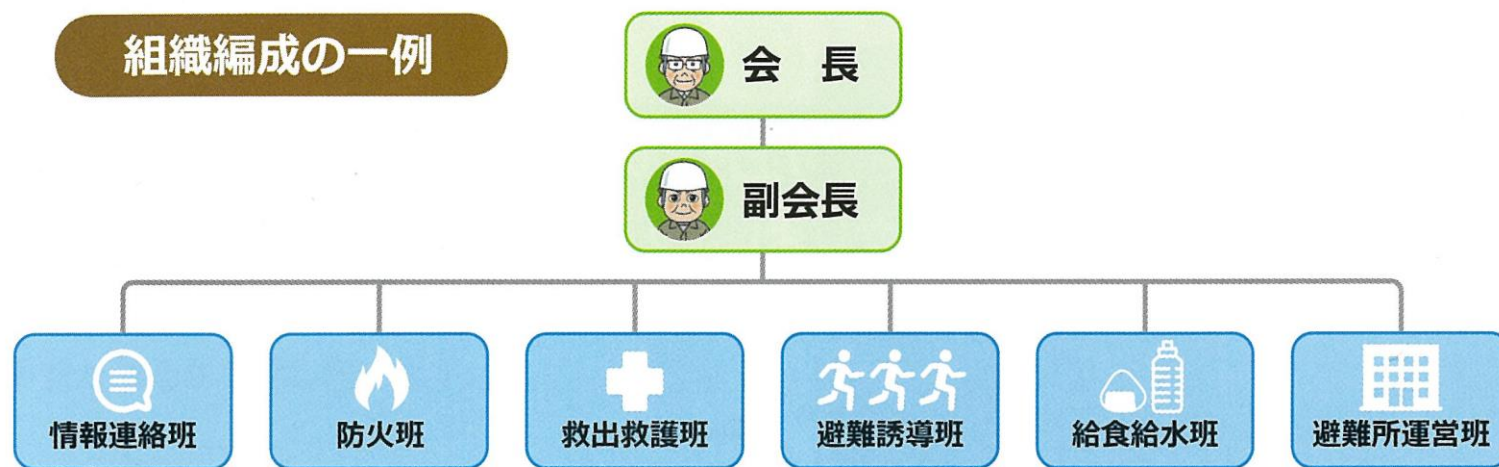 組織編成の一例
会　長
副会長
情報連絡班
防火班
救出救護班
避難誘導班
給食給水班
避難所運営班